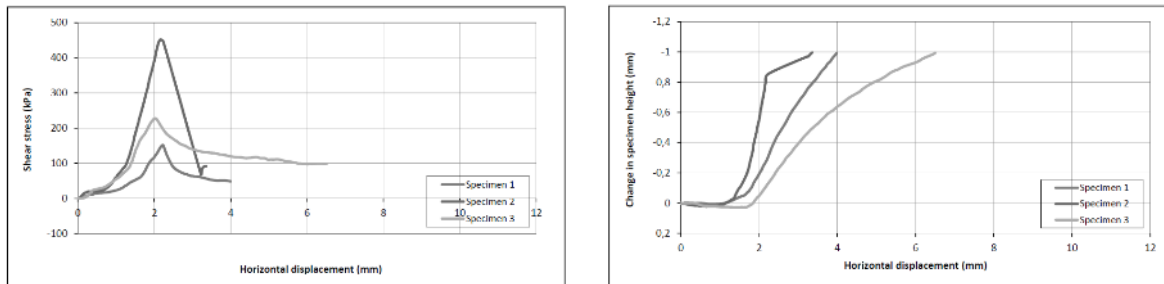 500
400
300
200
100
0
-100
0
2
4
6
8
10
12
Shear stress (kPa)
Horizontal displacement (mm)
Specimen 1
Specimen 2
Specimen 3
-1,2
-1
0,8
-0,6
-0,4
-0,2
0
0,2
0
2
4
6
8
10
12
Change in specimen height (mm)
Horizontal displacement (mm)
Specimen 1
Specimen 2
Specimen 3